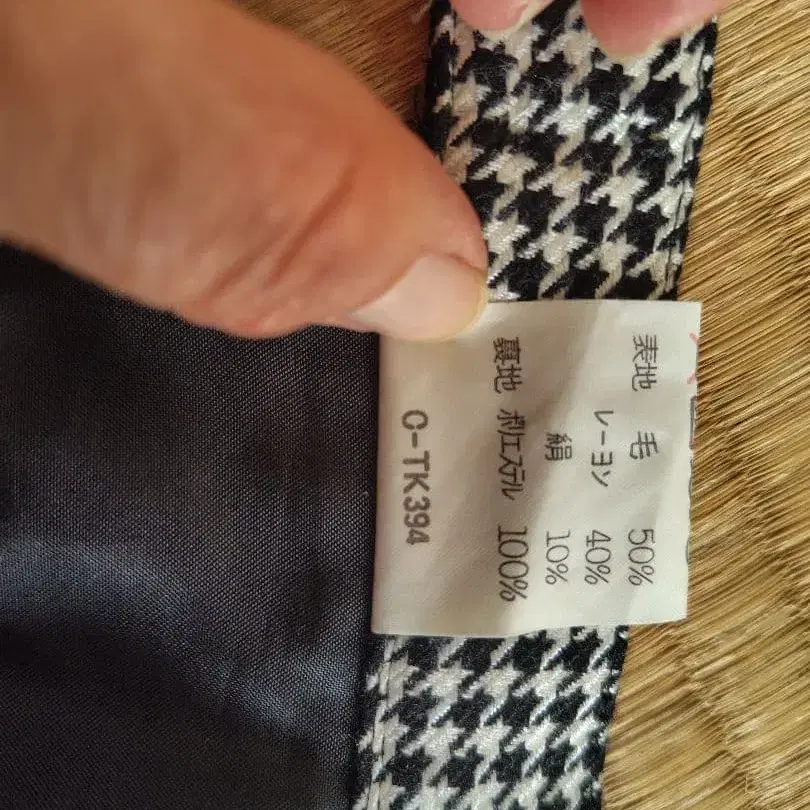 表地 毛 50%
レーヨン 40%
絹 10%
裏地 ポリエステル 100%
C-TK394